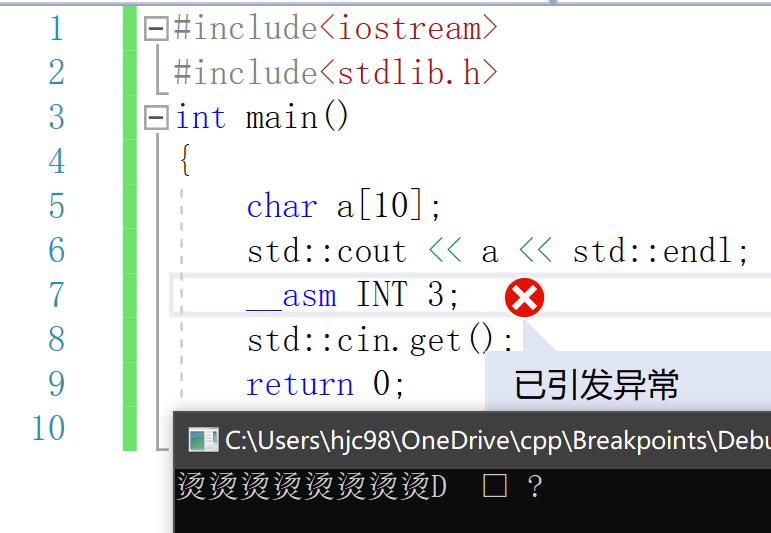 1 #include<iostream>
2 #include<stdlib.h>
3 int main()
4 {
5 char a[10];
6 std::cout << a << std::endl;
7 __asm INT 3;
8 std::cin.get();
9 return 0;
10
已引发异常
C:\Users\hjc98\OneDrive\cpp\Breakpoints\Debu
烫烫烫烫烫烫烫烫D □ ?